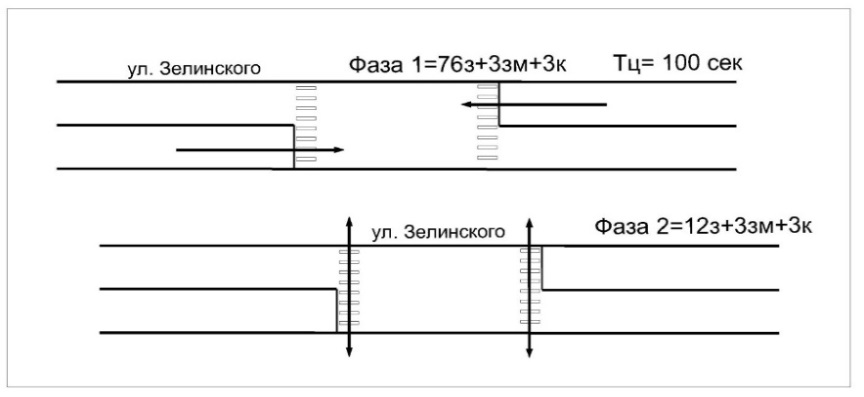 ул. Зелинского Фаза 1=76з+3зм+3к Тц= 100 сек
ул. Зелинского Фаза 2=12з+3зм+3к